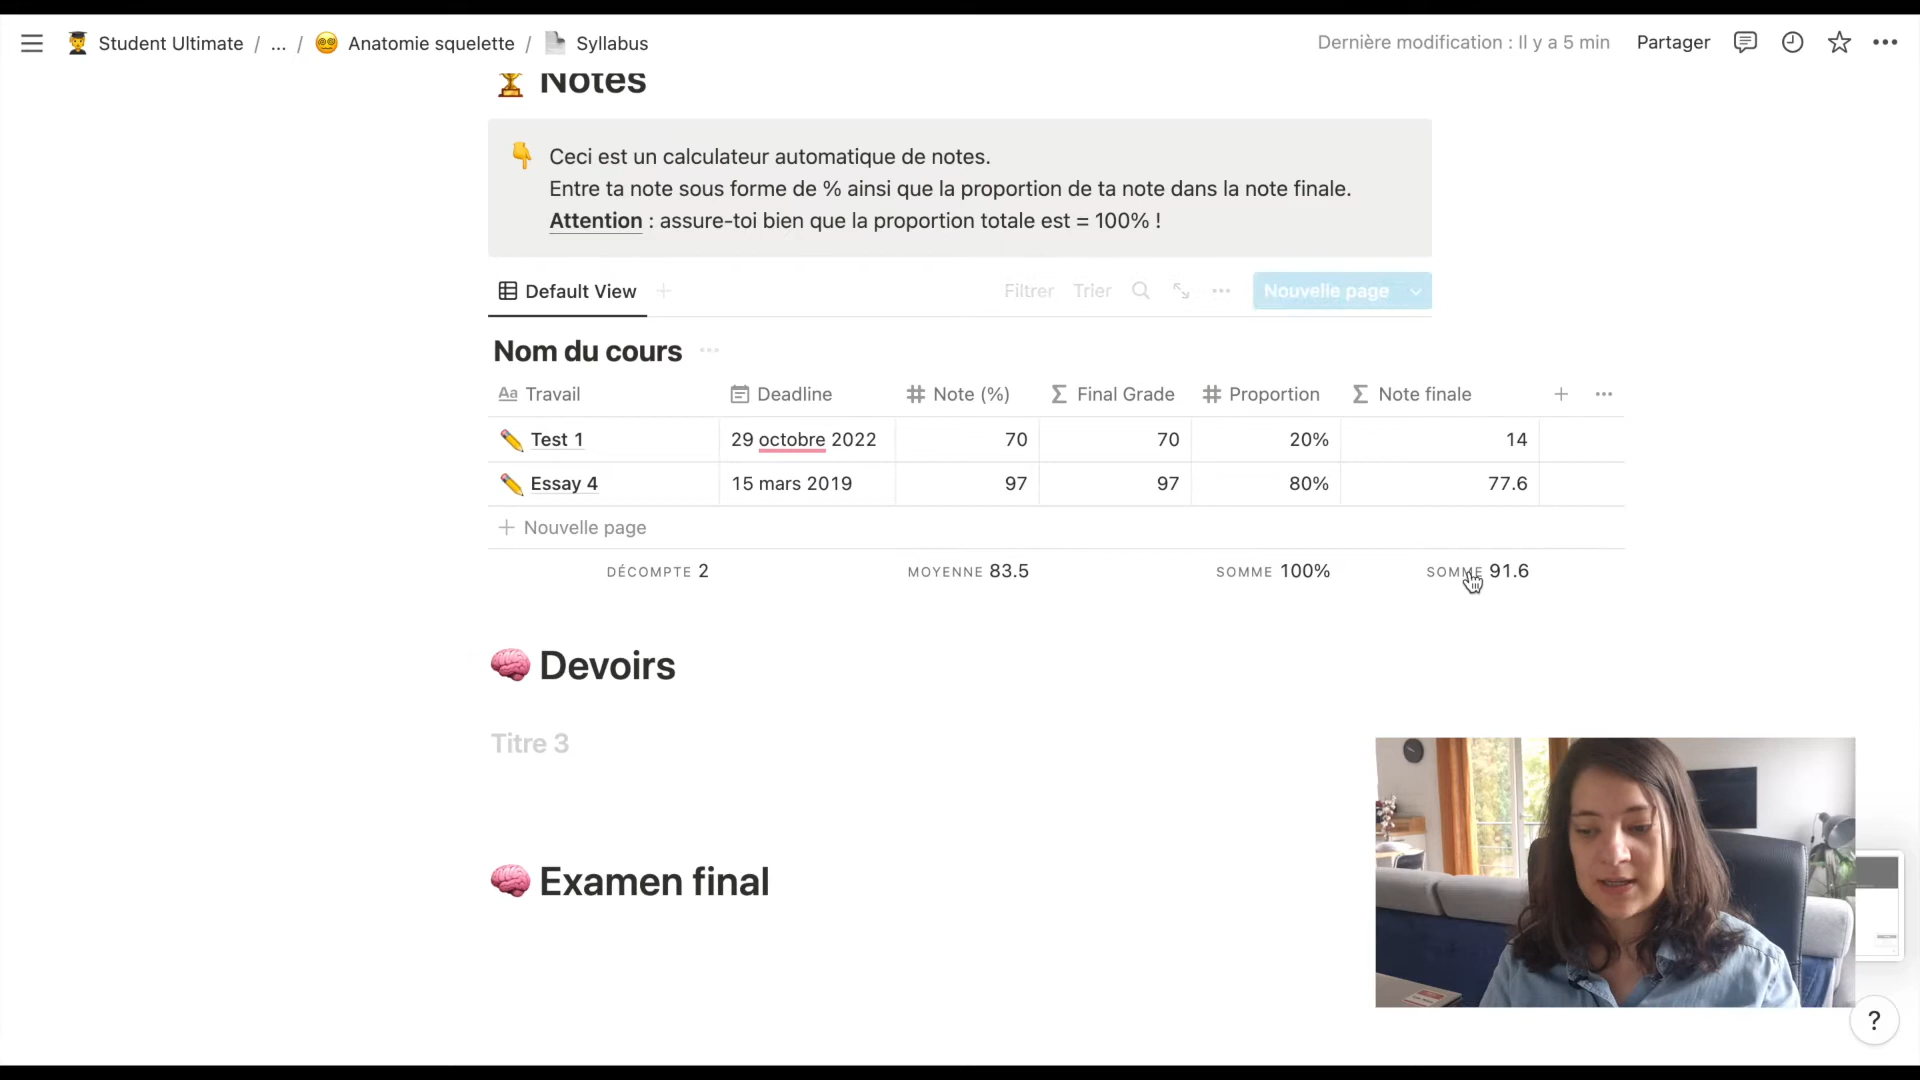 Student Ultimate / ... / Anatomie squelette / Syllabus
Dernière modification : Il y a 5 min Partager
Notes
Ceci est un calculateur automatique de notes.
Entre ta note sous forme de % ainsi que la proportion de ta note dans la note finale.
Attention : assure-toi bien que la proportion totale est = 100% !
Default View Filtrer Trier Nouvelle page
Nom du cours
Aa Travail Deadline Note (%) Final Grade Proportion Note finale
Test 1 29 octobre 2022 70 70 20% 14
Essay 4 15 mars 2019 97 97 80% 77.6
Nouvelle page
DÉCOMPTE 2 MOYENNE 83.5 SOMME 100% SOMME 91.6
Devoirs
Titre 3
Examen final
?